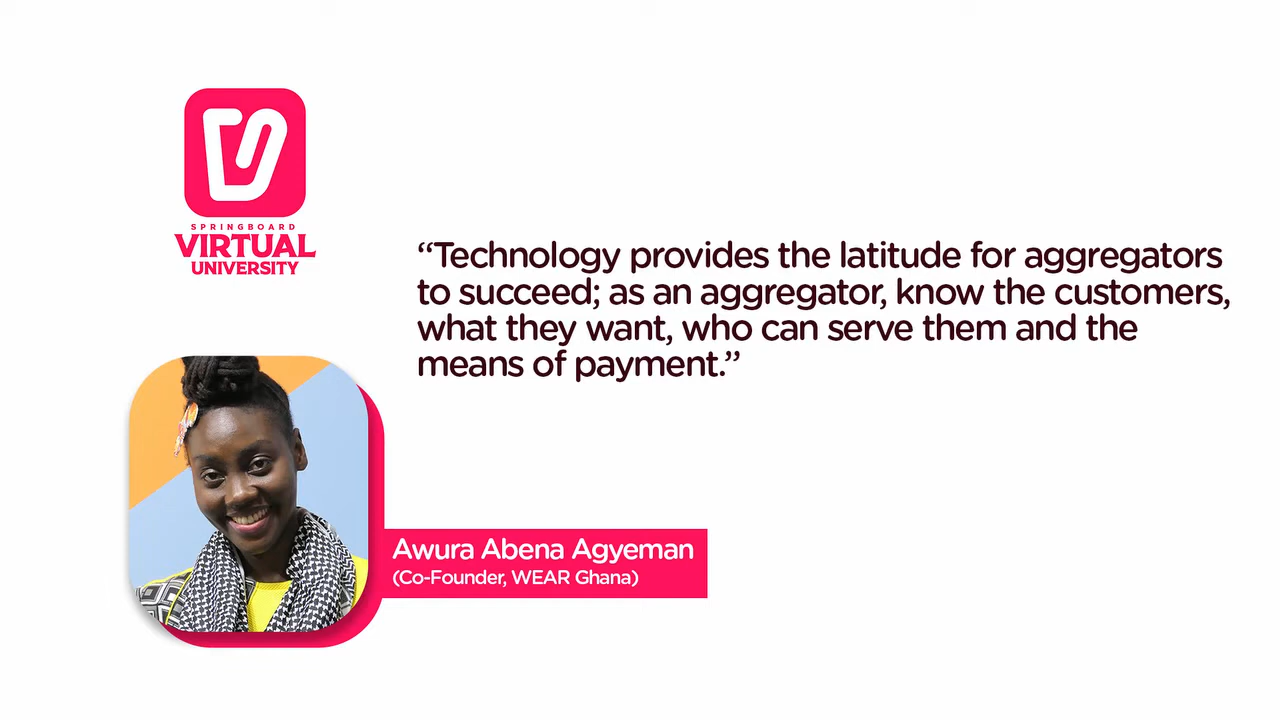 SPRINGBOARD
VIRTUAL
UNIVERSITY
“Technology provides the latitude for aggregators
to succeed; as an aggregator, know the customers,
what they want, who can serve them and the
means of payment.”
Awura Abena Agyeman
(Co-Founder, WEAR Ghana)